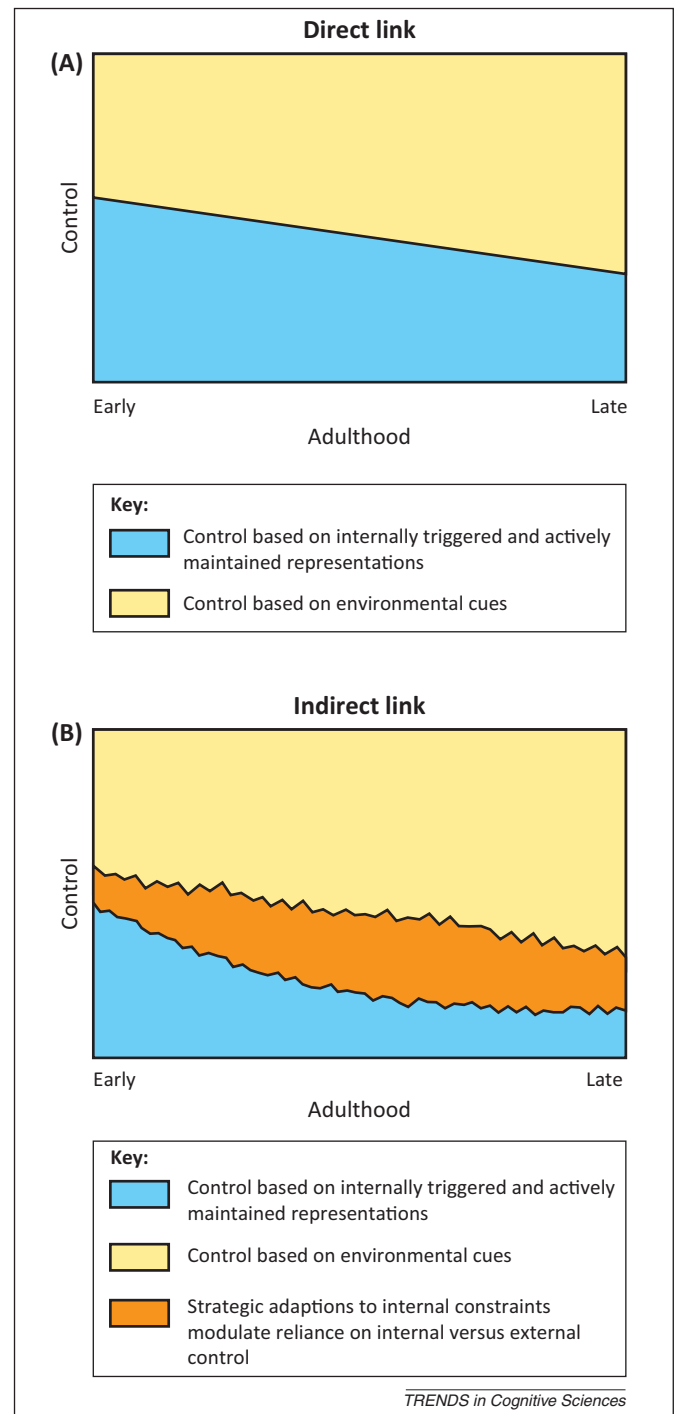 Direct link
(A)
Control
Early
Late
Adulthood
Key:
Control based on internally triggered and actively
maintained representations
Control based on environmental cues
Indirect link
(B)
Control
Early
Late
Adulthood
Key:
Control based on internally triggered and actively
maintained representations
Control based on environmental cues
Strategic adaptions to internal constraints
modulate reliance on internal versus external
control
TRENDS in Cognitive Sciences